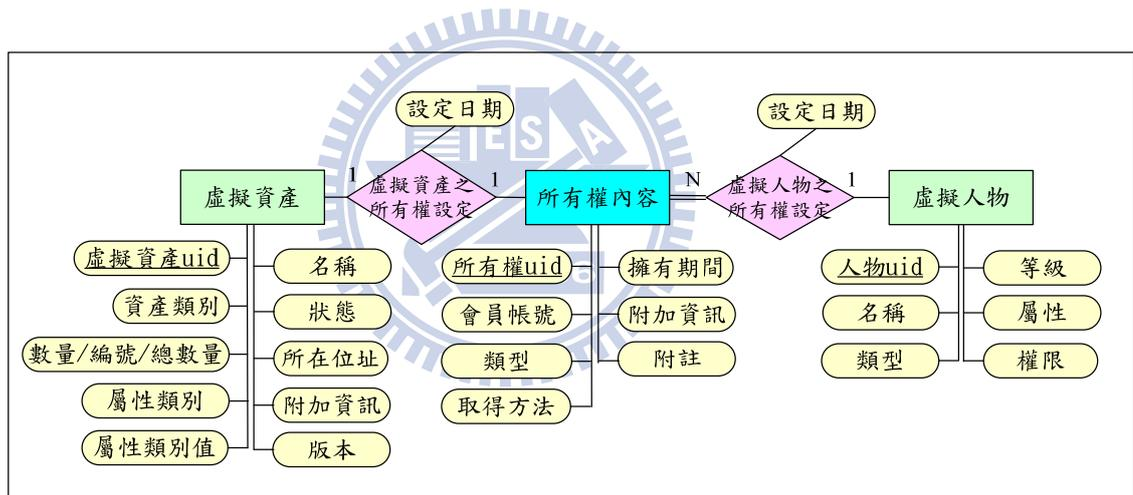 設定日期
設定日期
虛擬資產
1
虛擬資產之
所有權設定
1
所有權內容
N
虛擬人物之
所有權設定
1
虛擬人物
虛擬資產uid
資產類別
數量/編號/總數量
屬性類別
屬性類別值
名稱
狀態
所在位址
附加資訊
版本
所有權uid
會員帳號
類型
取得方法
擁有期間
附加資訊
附註
人物uid
名稱
類型
等級
屬性
權限
ES
A
6